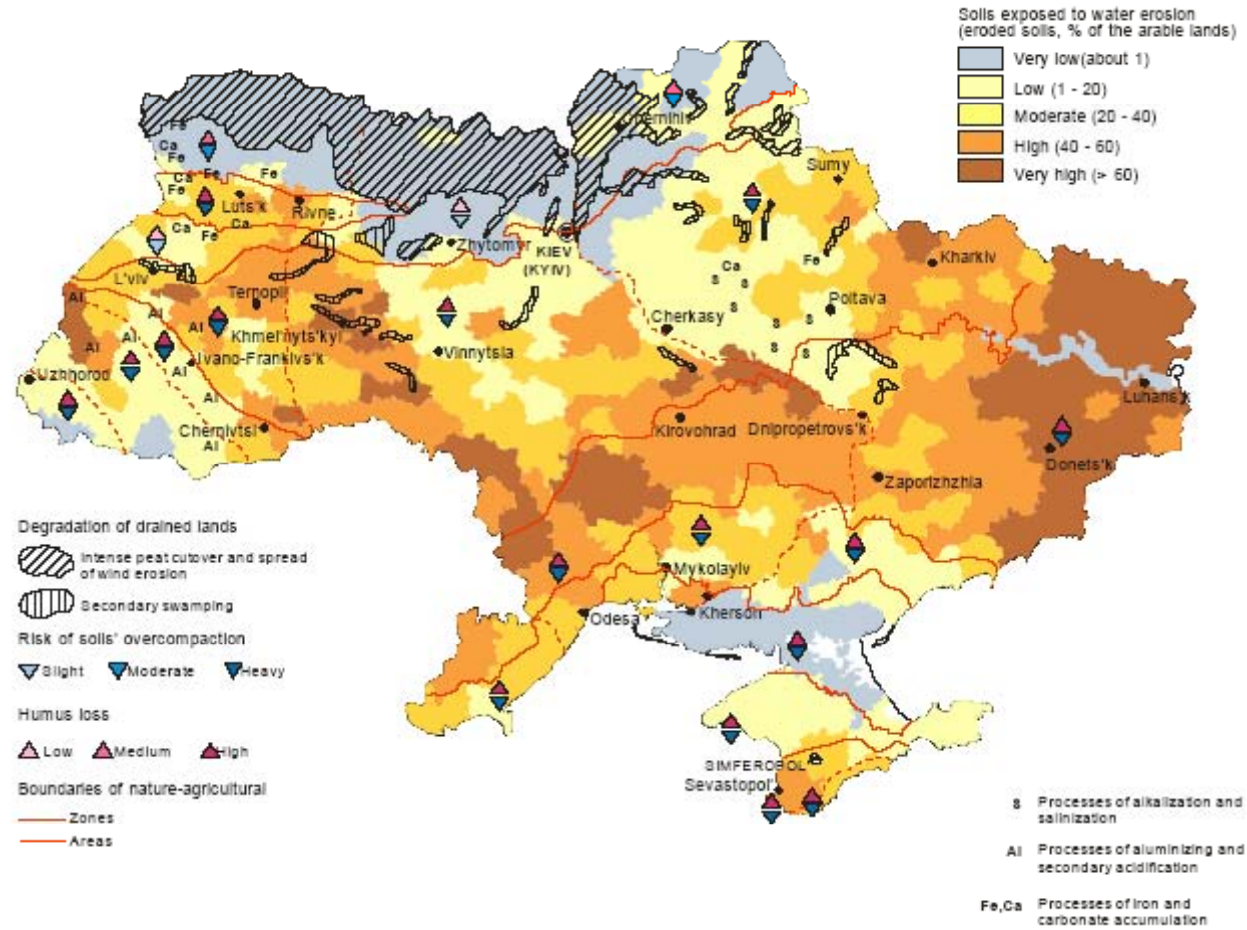 Soils exposed to water erosion
(eroded soils, % of the arable lands)
Very low(about 1)
Low (1 - 20)
Moderate (20 - 40)
High (40 - 60)
Very high (> 60)
Chernihiv
Fe
Ca
Fe
Fe
Fe
Ca
Fe
Sumy
Luts'k
Rivne
Ca
Ca
Fe
Zhytomyr
KIEV
(KYIV)
Ca
Fe
Kharkiv
L'viv
S
S
Al
Ternopil
S
Poltava
Al
Al
Khmel'nyts'kyi
Cherkasy
S
S
Al
Al
Vinnytsia
S
S
Ivano-Frankivs'k
Al
Uzhhorod
Luhans'k
Al
Chernivtsi
Al
Kirovohrad
Dnipropetrovs'k
Donets'k
Zaporizhzhia
Degradation of drained lands
Intense peat cutover and spread
of wind erosion
Secondary swamping
Mykolayiv
Odesa
Kherson
Risk of soils' overcompaction
Slight
Moderate
Heavy
Humus loss
Low
Medium
High
SIMFEROPOL'
Sevastopol'
Boundaries of nature-agricultural
Zones
Areas
S Processes of alkalization and
salinization
Al Processes of aluminizing and
secondary acidification
Fe,Ca Processes of iron and
carbonate accumulation